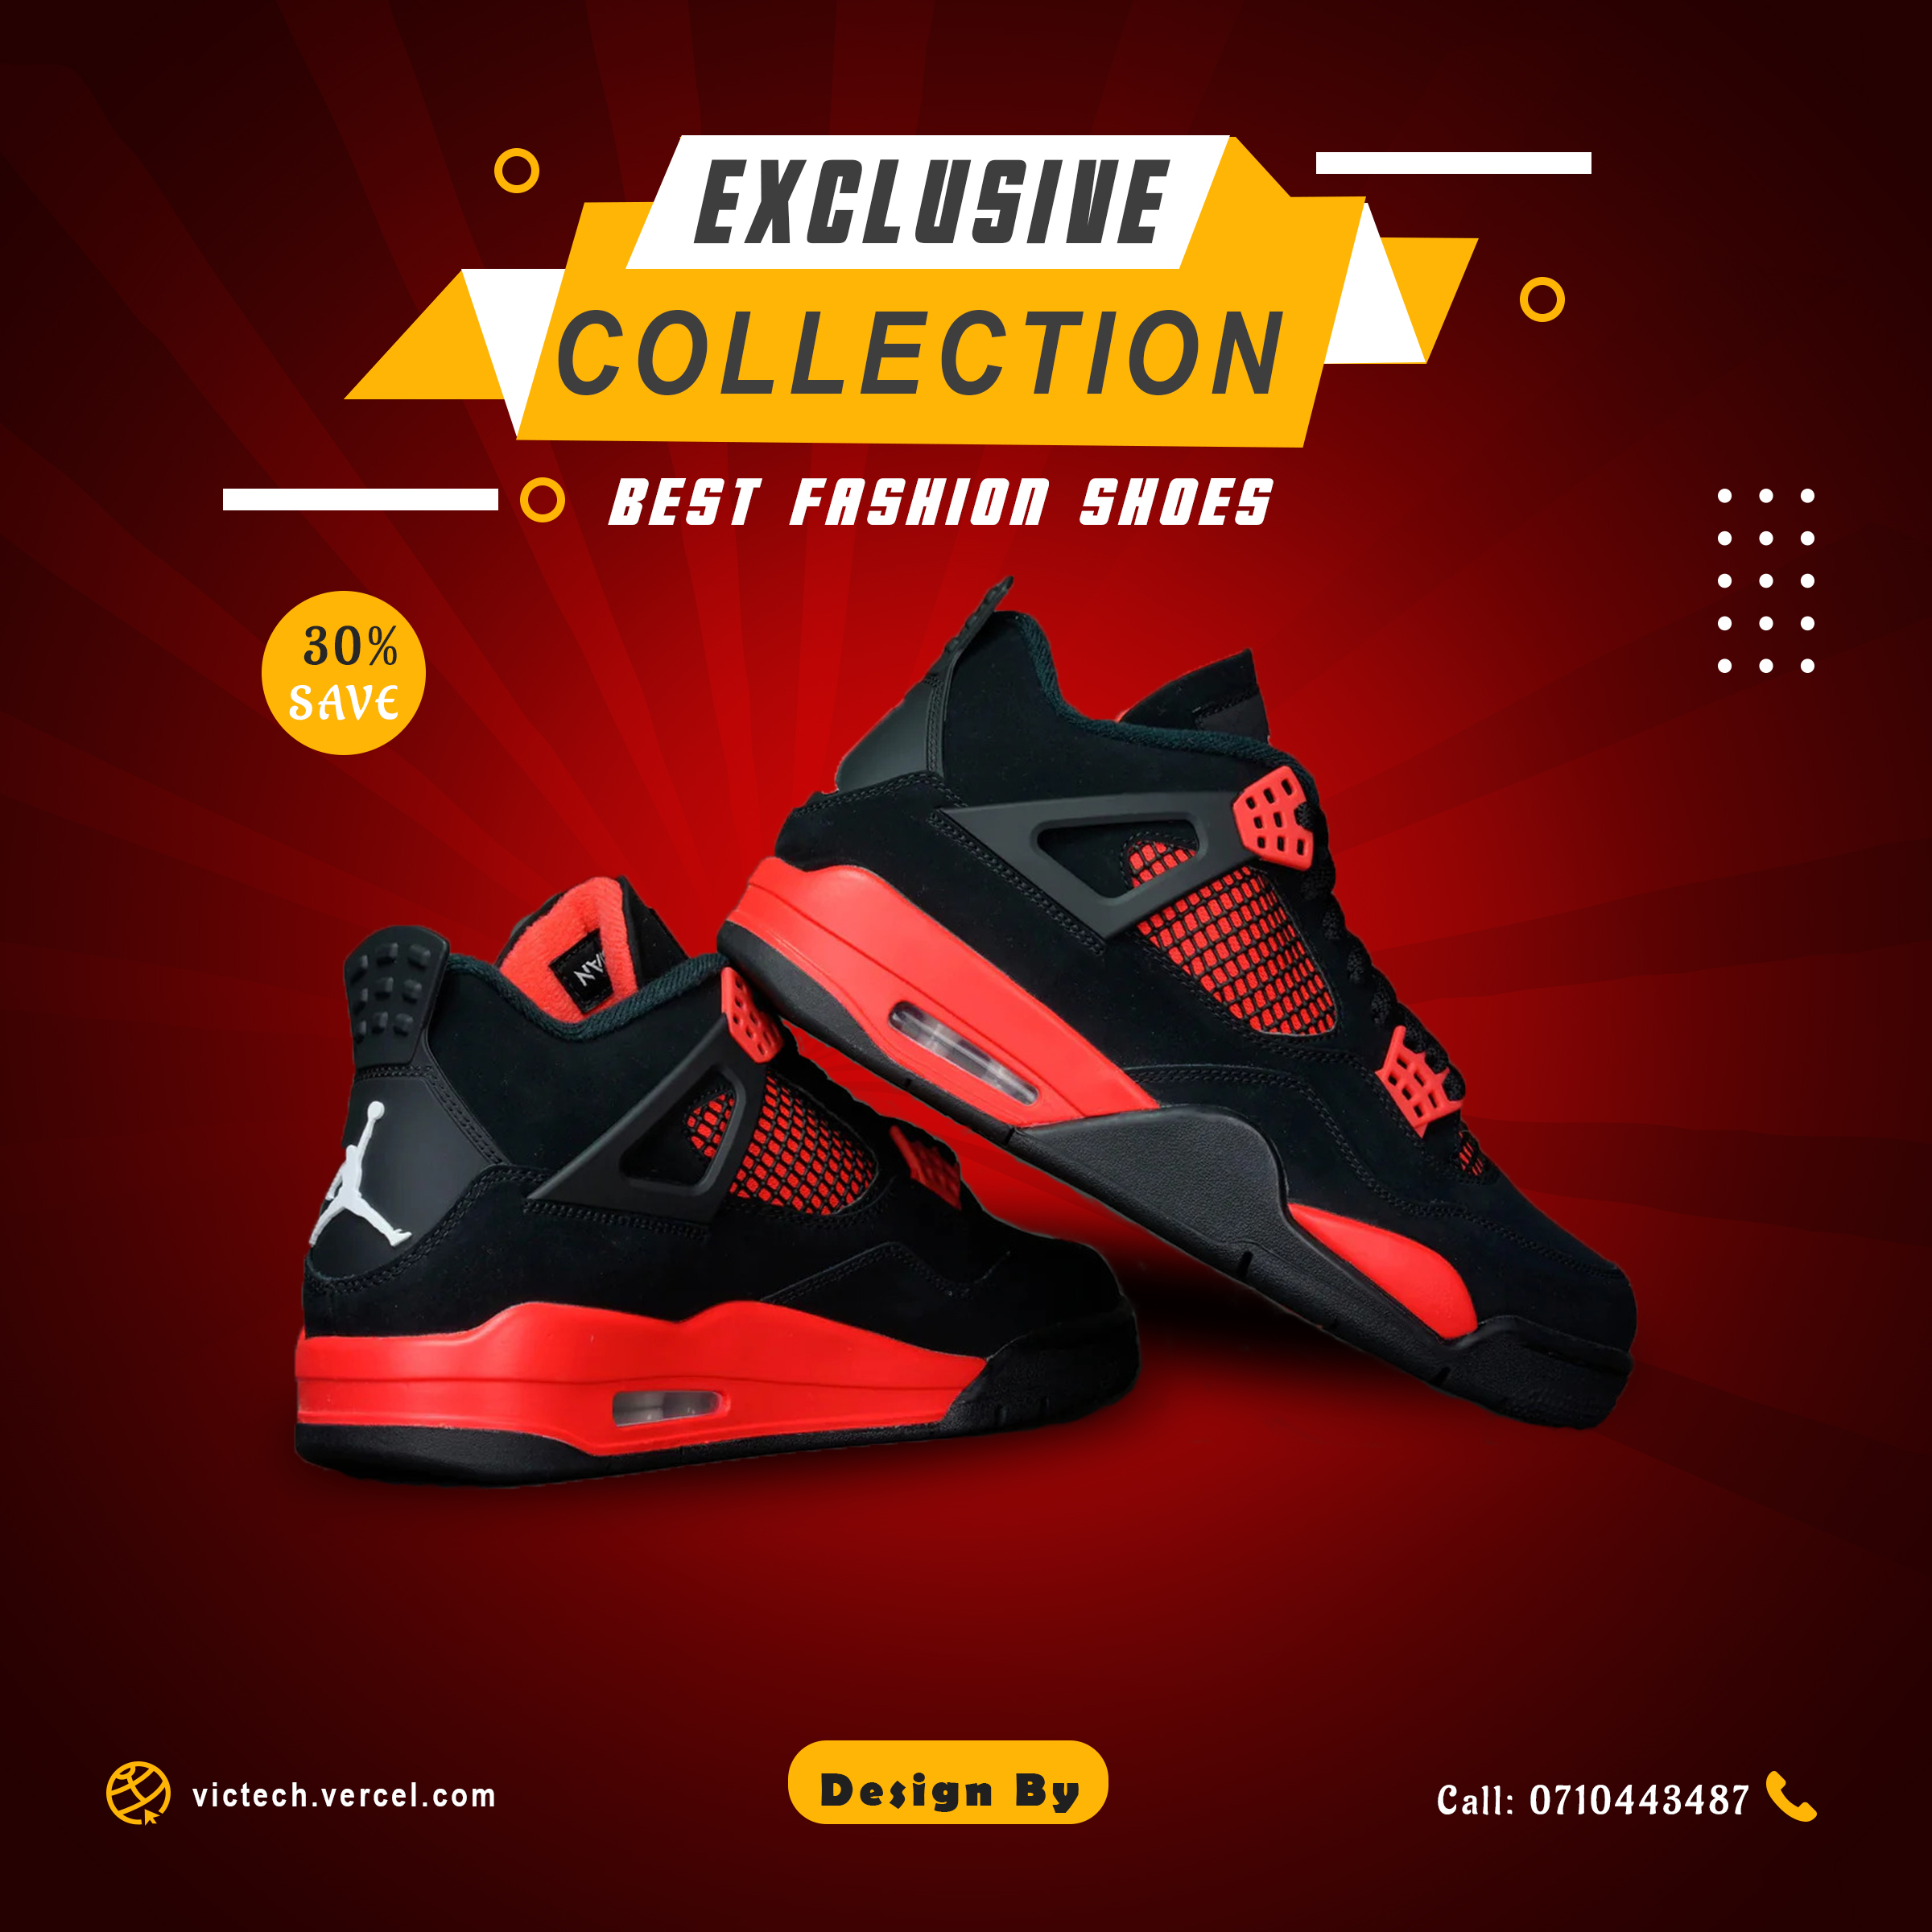 EXCLUSIVE
COLLECTION
BEST FASHION SHOES
30%
SAVE
victech.vercel.com
Design By
Call: 0710443487